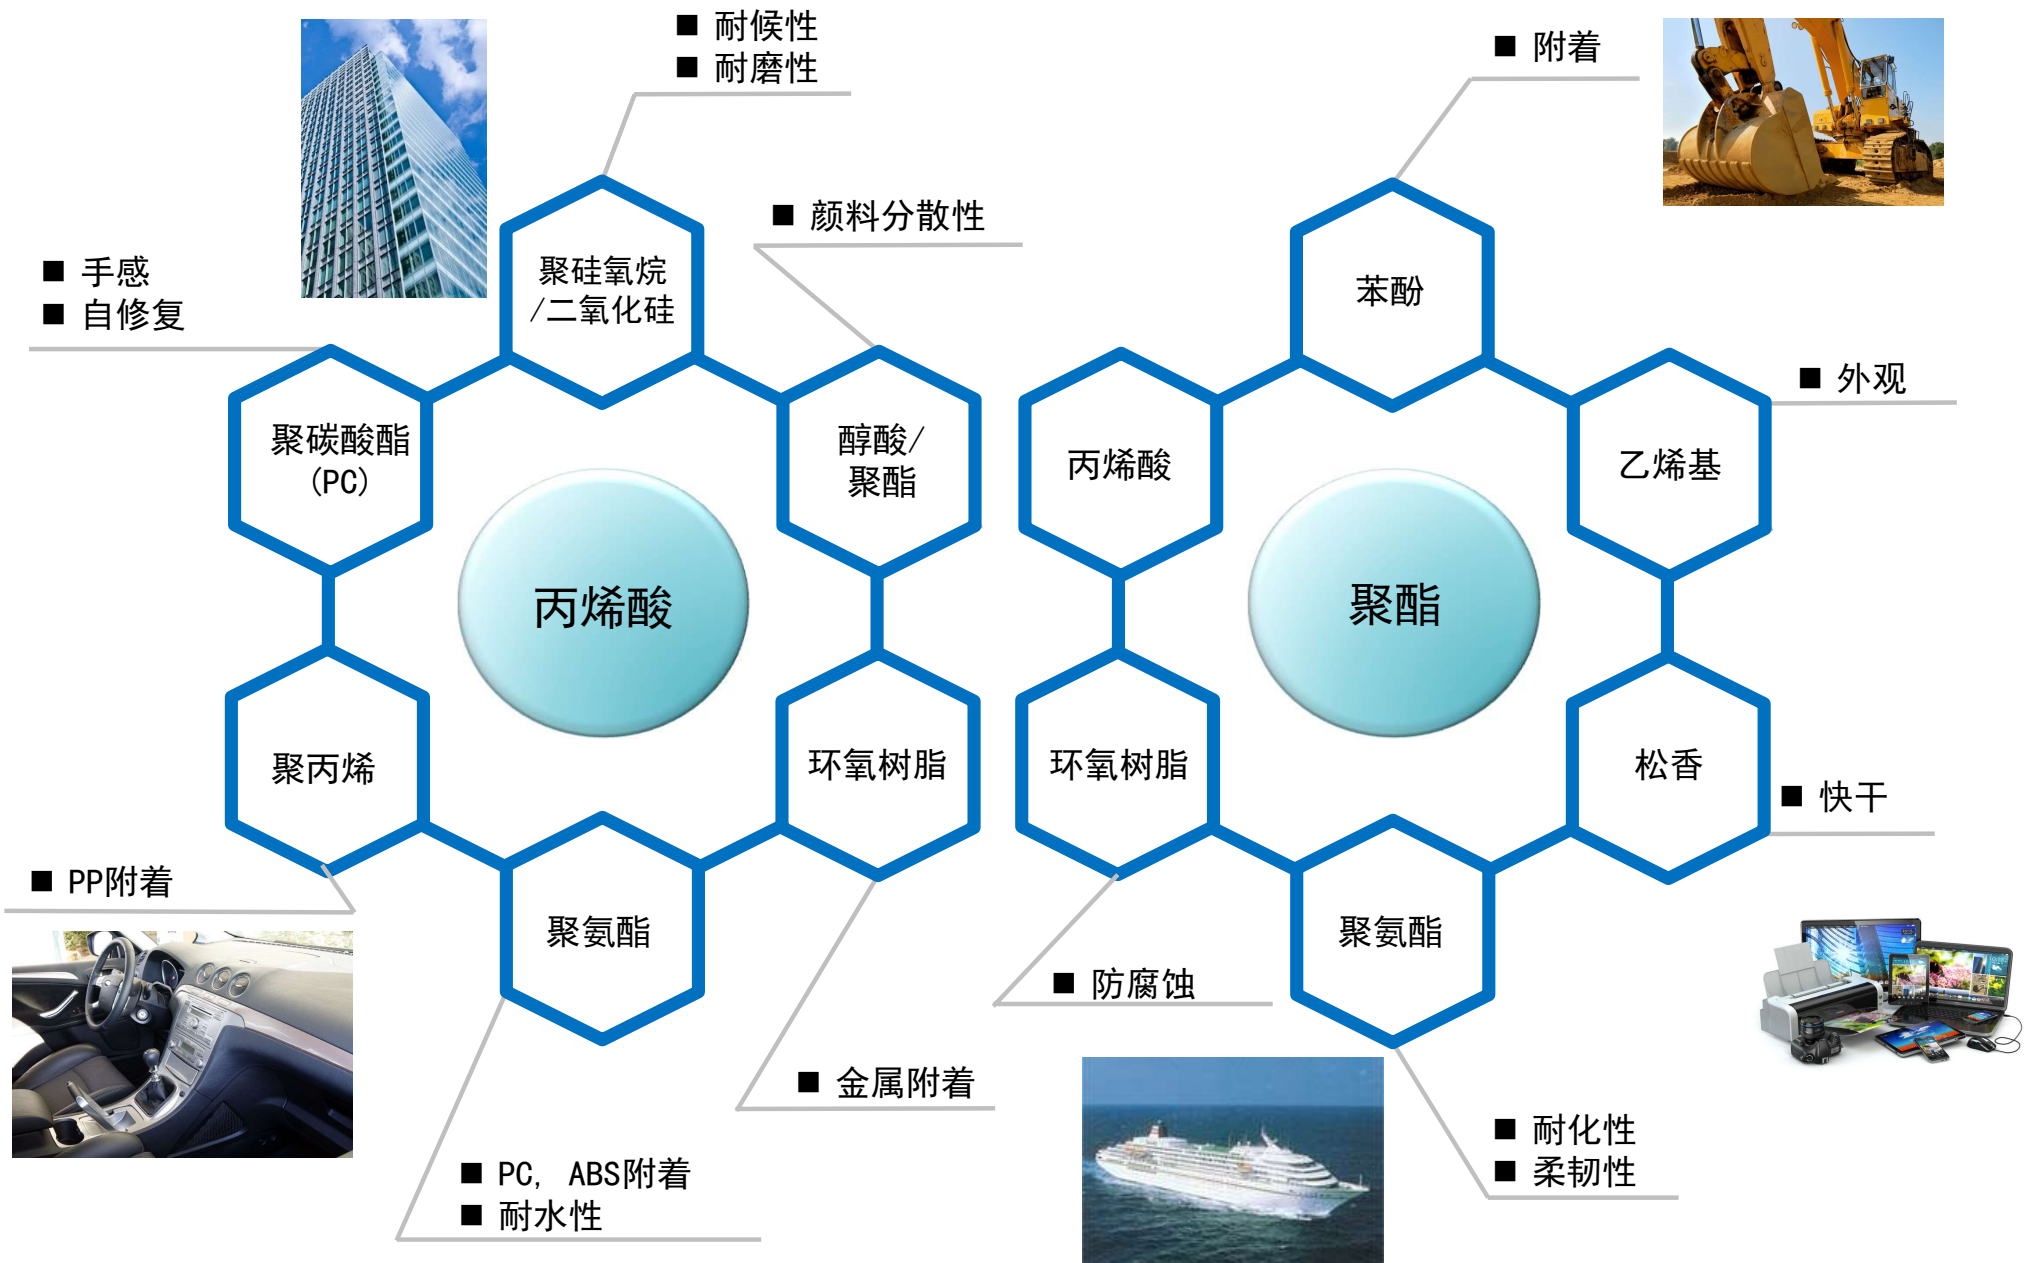 ■ 耐候性
■ 耐磨性
■ 颜料分散性
■ 手感
■ 自修复
聚硅氧烷
/二氧化硅
聚碳酸酯
(PC)
醇酸/
聚酯
丙烯酸
聚丙烯
环氧树脂
聚氨酯
■ PP附着
■ 金属附着
■ PC, ABS附着
■ 耐水性
■ 附着
苯酚
■ 外观
丙烯酸
乙烯基
聚酯
环氧树脂
松香
■ 快干
聚氨酯
■ 防腐蚀
■ 耐化性
■ 柔韧性